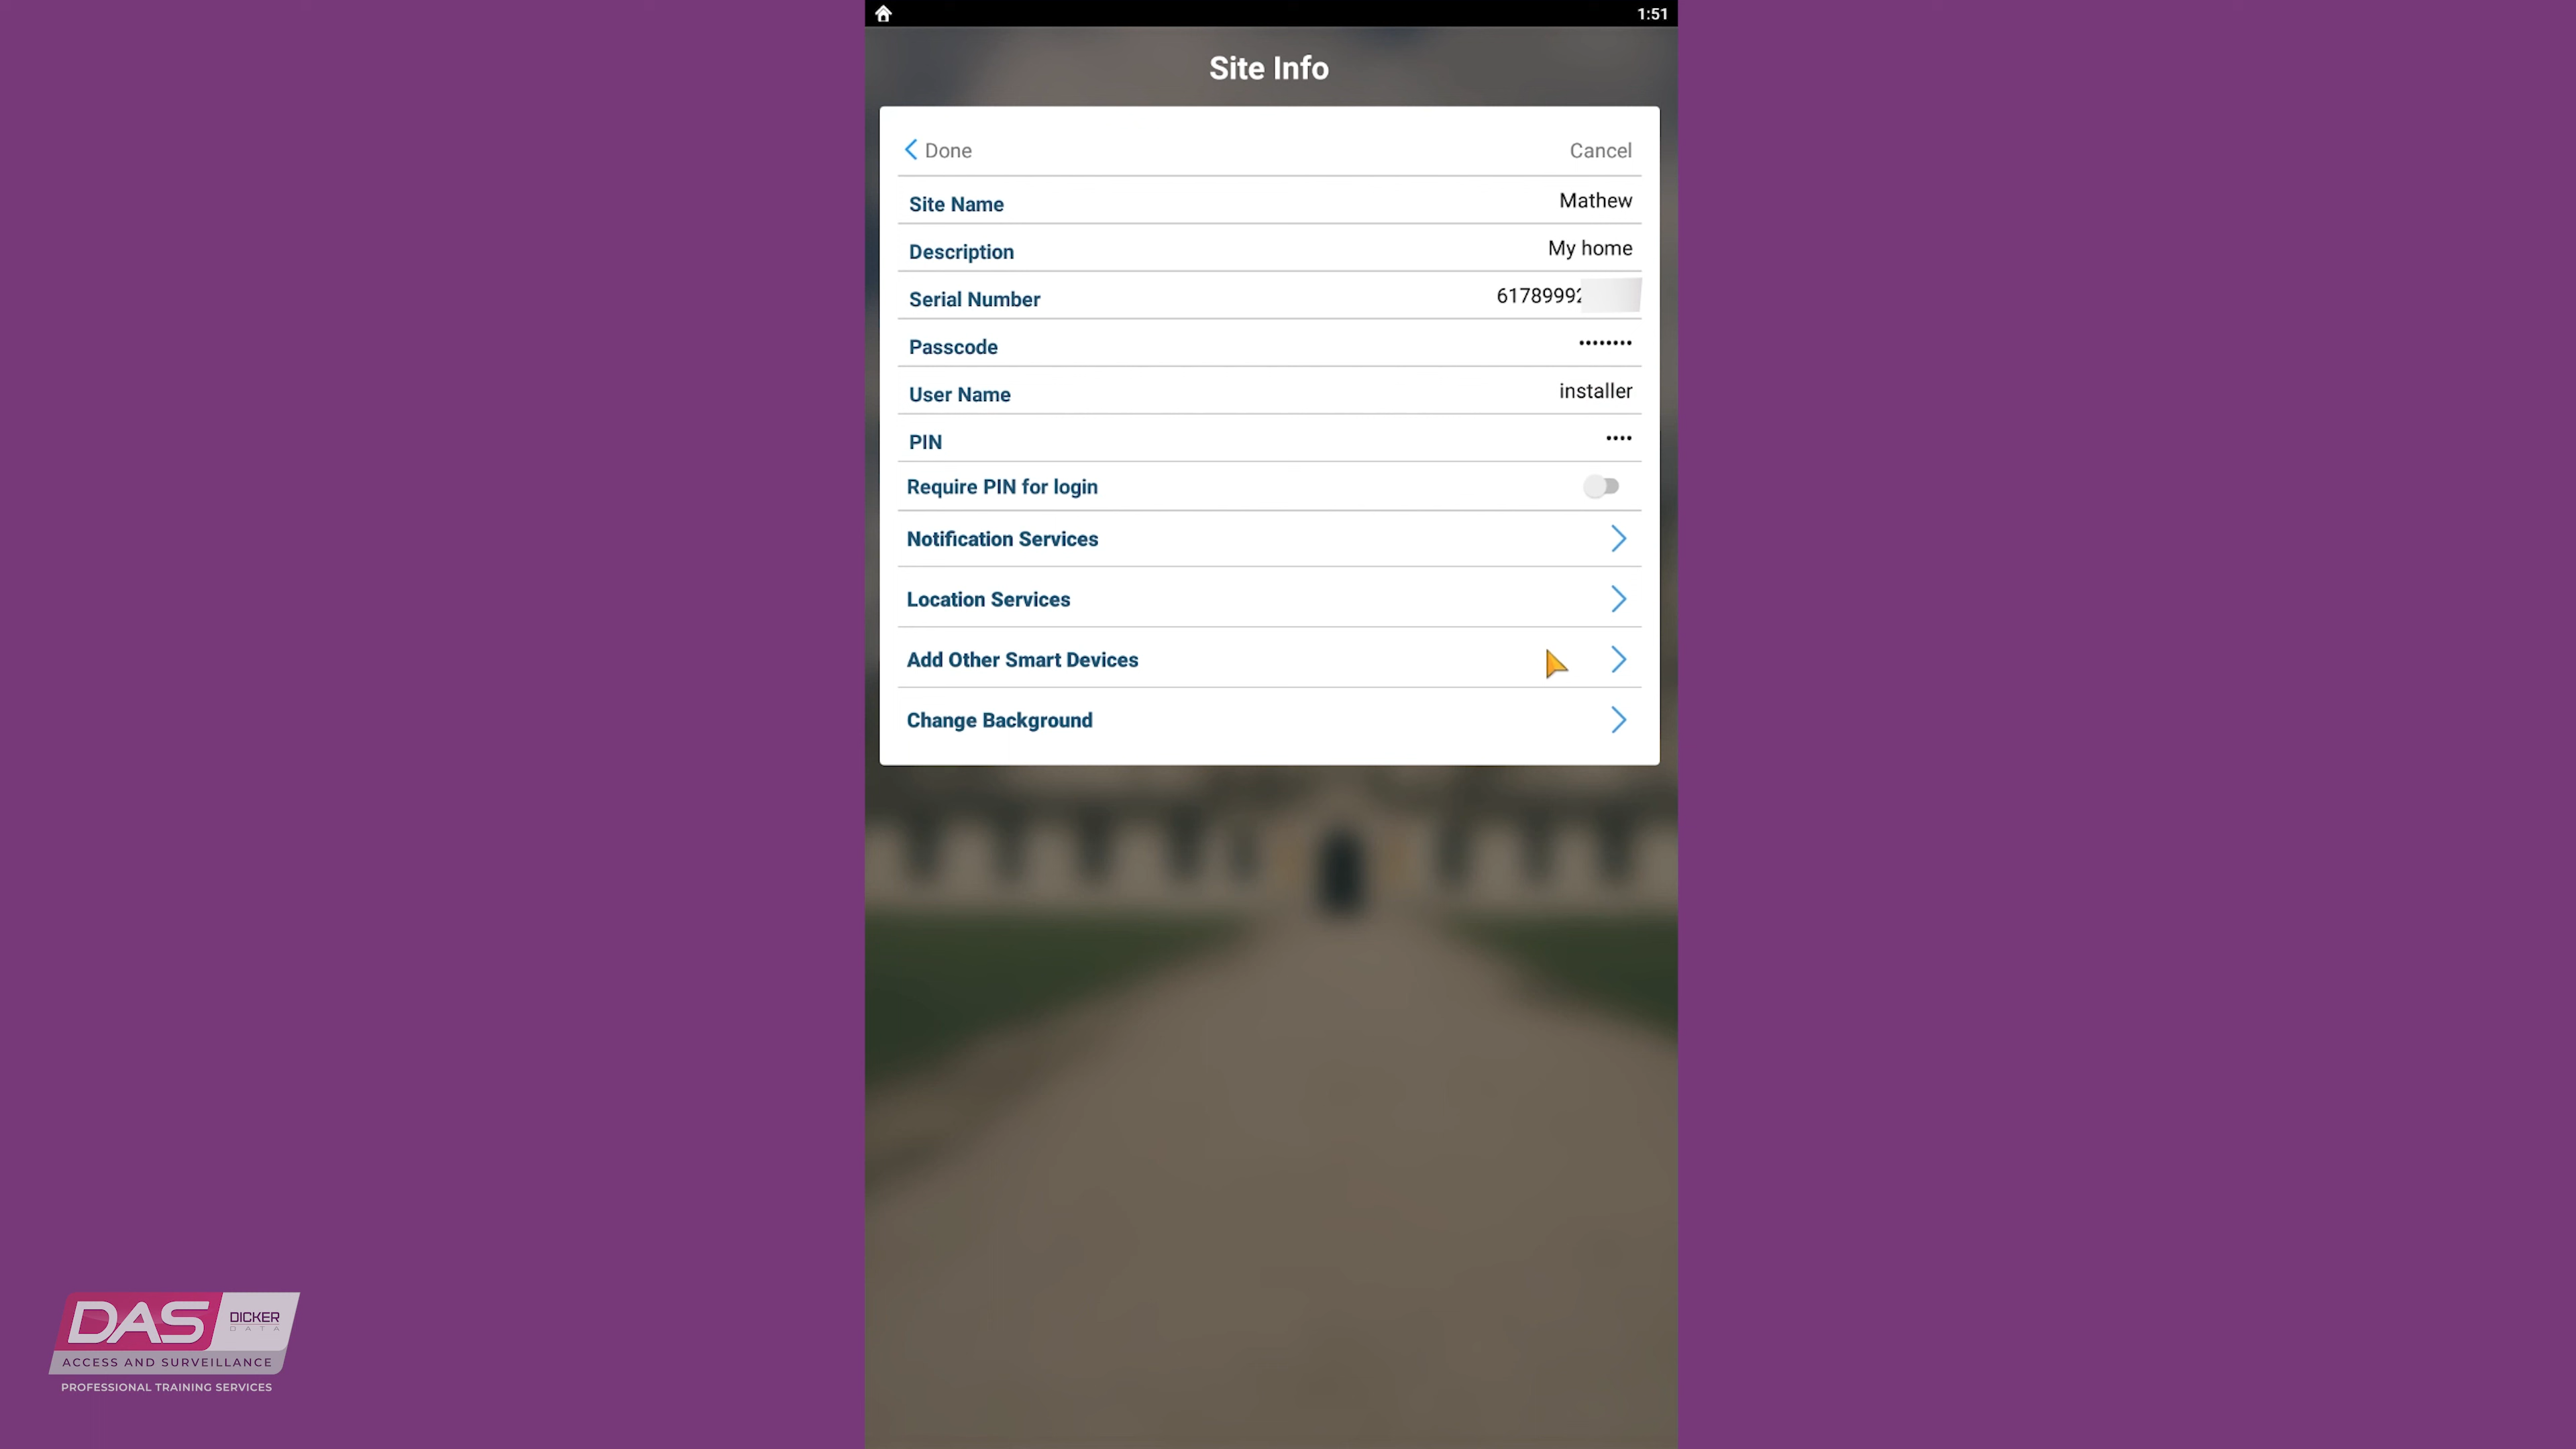 1:51
Site Info
Done Cancel
Site Name Mathew
Description My home
Serial Number 6178999
Passcode ••••••••
User Name installer
PIN ••••
Require PIN for login
Notification Services
Location Services
Add Other Smart Devices
Change Background
DAS DICKER
DATA
ACCESS AND SURVEILLANCE
PROFESSIONAL TRAINING SERVICES